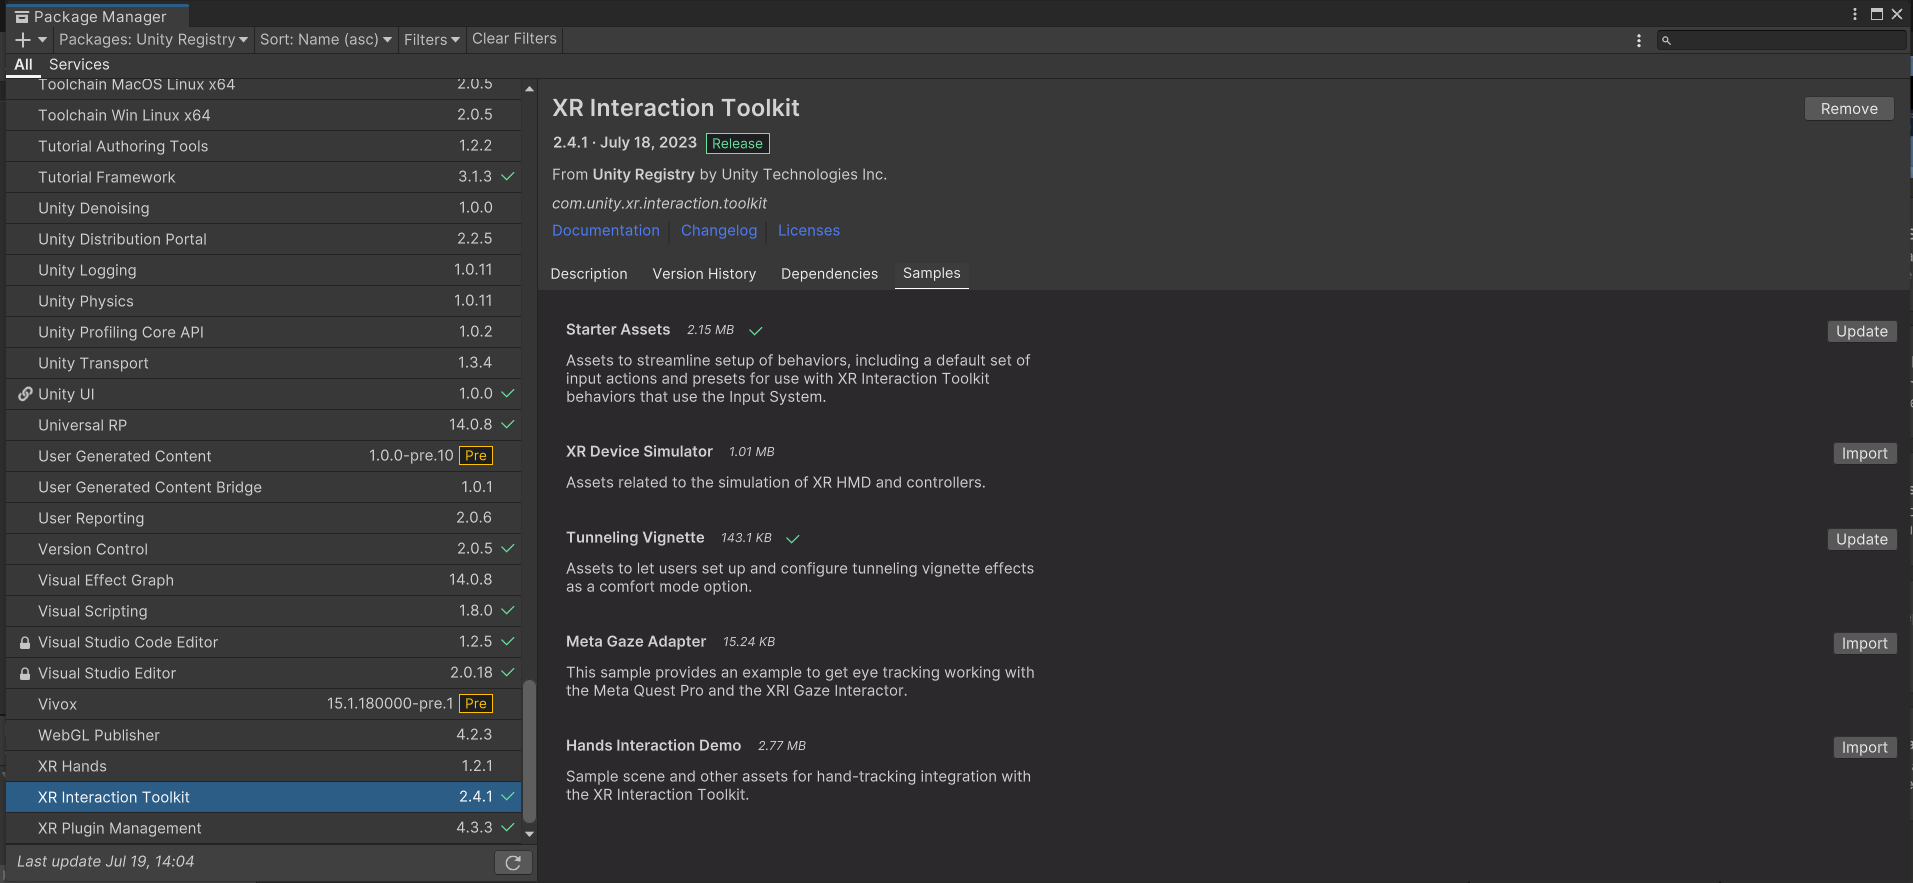 Package Manager
Packages: Unity Registry Sort: Name (asc) Filters Clear Filters
All Services
Toolchain MacOS Linux x64 2.0.5
Toolchain Win Linux x64 2.0.5
Tutorial Authoring Tools 1.2.2
Tutorial Framework 3.1.3
Unity Denoising 1.0.0
Unity Distribution Portal 2.2.5
Unity Logging 1.0.11
Unity Physics 1.0.11
Unity Profiling Core API 1.0.2
Unity Transport 1.3.4
Unity UI 1.0.0
Universal RP 14.0.8
User Generated Content 1.0.0-pre.10 Pre
User Generated Content Bridge 1.0.1
User Reporting 2.0.6
Version Control 2.0.5
Visual Effect Graph 14.0.8
Visual Scripting 1.8.0
Visual Studio Code Editor 1.2.5
Visual Studio Editor 2.0.18
Vivox 15.1.180000-pre.1 Pre
WebGL Publisher 4.2.3
XR Hands 1.2.1
XR Interaction Toolkit 2.4.1
XR Plugin Management 4.3.3
Last update Jul 19, 14:04
XR Interaction Toolkit
Remove
2.4.1 · July 18, 2023 Release
From Unity Registry by Unity Technologies Inc.
com.unity.xr.interaction.toolkit
Documentation Changelog Licenses
Description Version History Dependencies Samples
Starter Assets 2.15 MB
Update
Assets to streamline setup of behaviors, including a default set of
input actions and presets for use with XR Interaction Toolkit
behaviors that use the Input System.
XR Device Simulator 1.01 MB
Import
Assets related to the simulation of XR HMD and controllers.
Tunneling Vignette 143.1 KB
Update
Assets to let users set up and configure tunneling vignette effects
as a comfort mode option.
Meta Gaze Adapter 15.24 KB
Import
This sample provides an example to get eye tracking working with
the Meta Quest Pro and the XRI Gaze Interactor.
Hands Interaction Demo 2.77 MB
Import
Sample scene and other assets for hand-tracking integration with
the XR Interaction Toolkit.